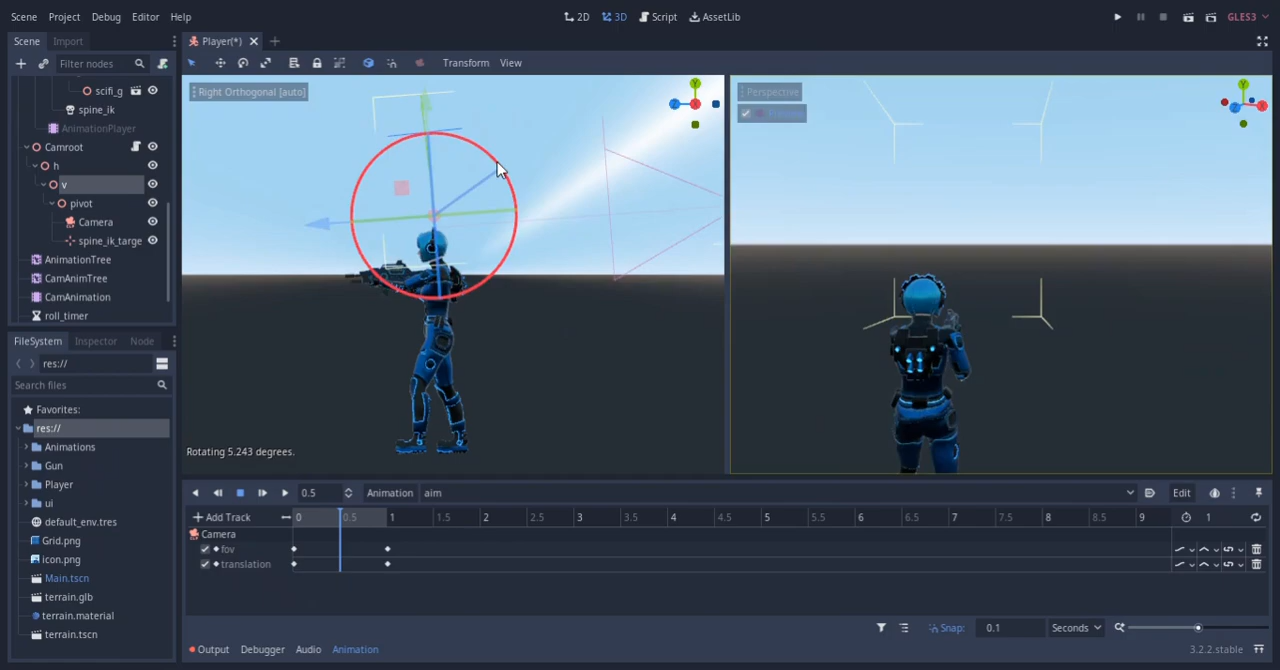 Scene Project Debug Editor Help 2D 3D Script AssetLib GLES3
Scene Import Player(*)
Filter nodes Transform View
scifi_g
spine_ik
AnimationPlayer
Camroot
h
v
pivot
Camera
spine_ik_targe
AnimationTree
CamAnimTree
CamAnimation
roll_timer
Right Orthogonal [auto]
Y
Z
X
Rotating 5.243 degrees.
Perspective
Y
Z
X
FileSystem Inspector Node
res://
Search files
Favorites:
res://
Animations
Gun
Player
ui
default_env.tres
Grid.png
icon.png
Main.tscn
terrain.glb
terrain.material
terrain.tscn
0.5 Animation aim Edit
Add Track 0 0.5 1 1.5 2 2.5 3 3.5 4 4.5 5 5.5 6 6.5 7 7.5 8 8.5 9 1
Camera
fov
translation
Snap: 0.1 Seconds
Output Debugger Audio Animation 3.2.2.stable